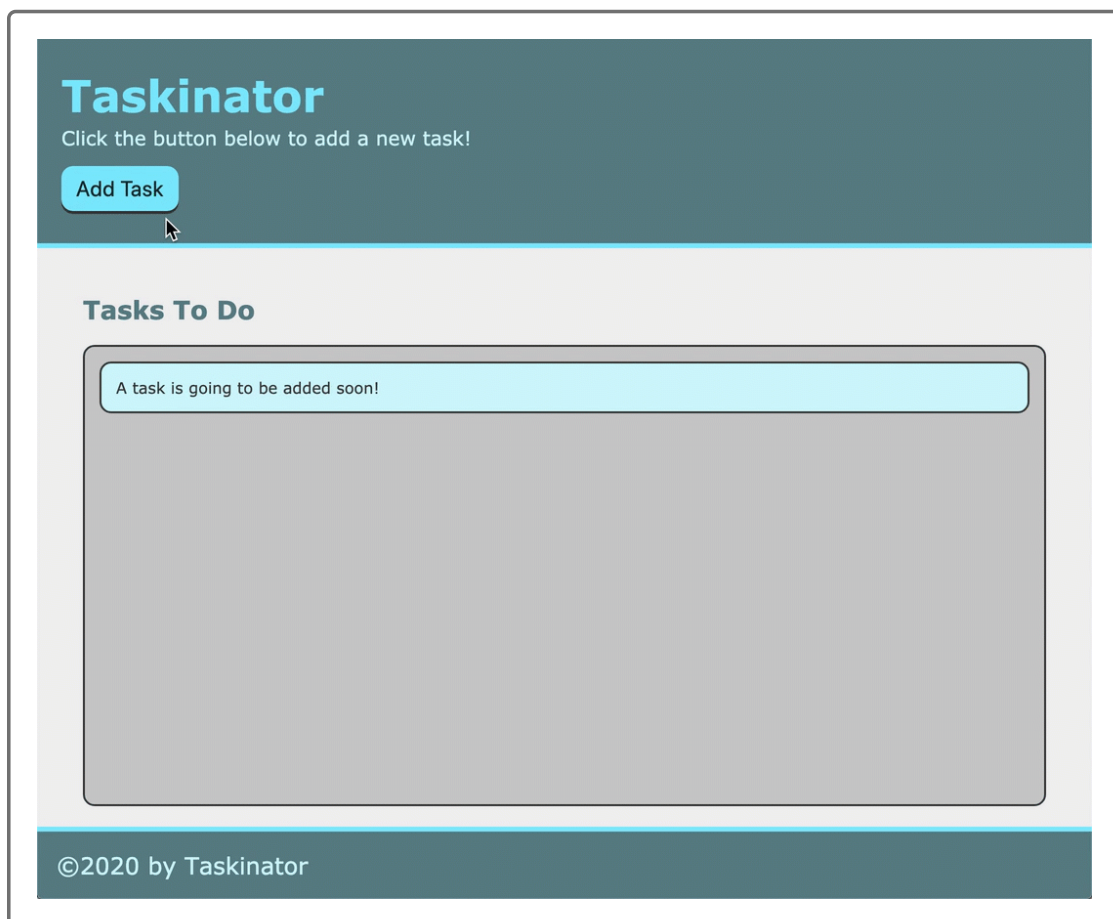 Taskinator
Click the button below to add a new task!
Add Task
Tasks To Do
A task is going to be added soon!
©2020 by Taskinator